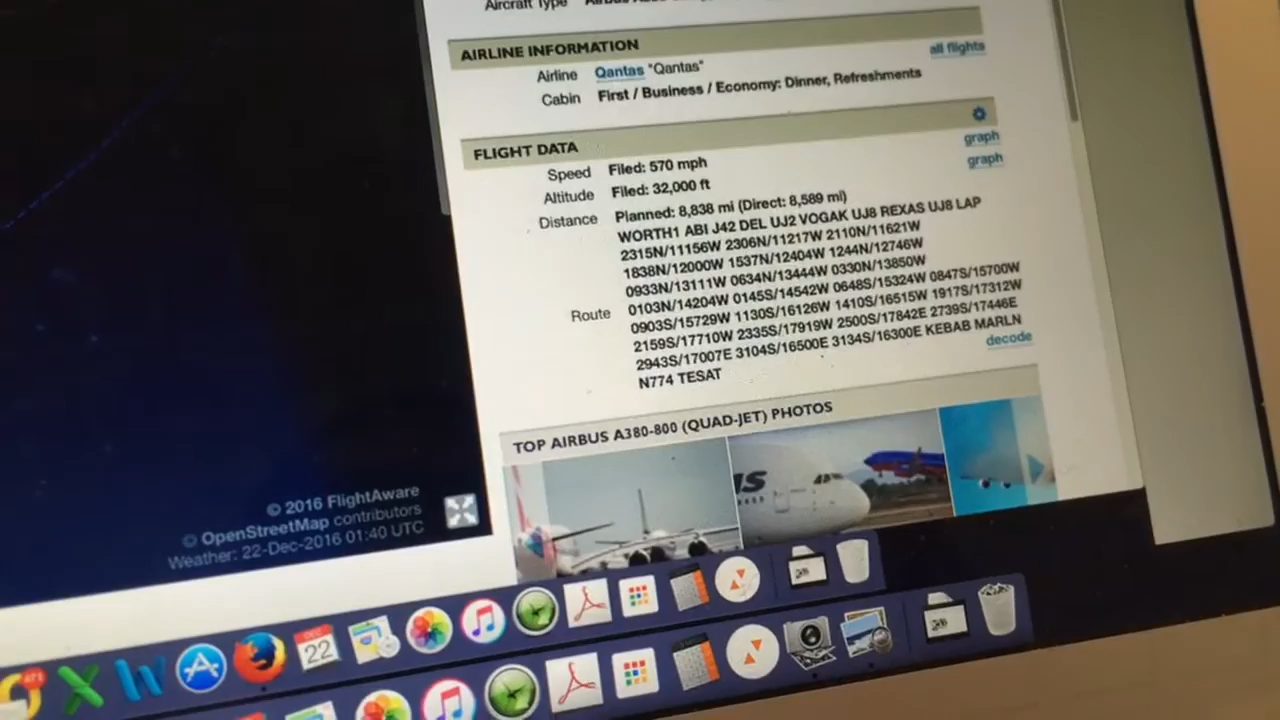 Aircraft Type
AIRLINE INFORMATION
all flights
Airline Qantas "Qantas"
Cabin First / Business / Economy: Dinner, Refreshments
FLIGHT DATA
Speed Filed: 570 mph graph
Altitude Filed: 32,000 ft graph
Distance Planned: 8,838 mi (Direct: 8,589 mi)
WORTH1 ABI J42 DEL UJ2 VOGAK UJ8 REXAS UJ8 LAP
2315N/11156W 2306N/11217W 2110N/11621W
1838N/12000W 1537N/12404W 1244N/12746W
0933N/13111W 0634N/13444W 0330N/13850W
0103N/14204W 0145S/14542W 0648S/15324W 0847S/15700W
Route 0903S/15729W 1130S/16126W 1410S/16515W 1917S/17312W
2159S/17710W 2335S/17919W 2500S/17842E 2739S/17446E
2943S/17007E 3104S/16500E 3134S/16300E KEBAB MARLN
N774 TESAT
decode
TOP AIRBUS A380-800 (QUAD-JET) PHOTOS
© 2016 FlightAware
© OpenStreetMap contributors
Weather: 22-Dec-2016 01:40 UTC
DEC
22